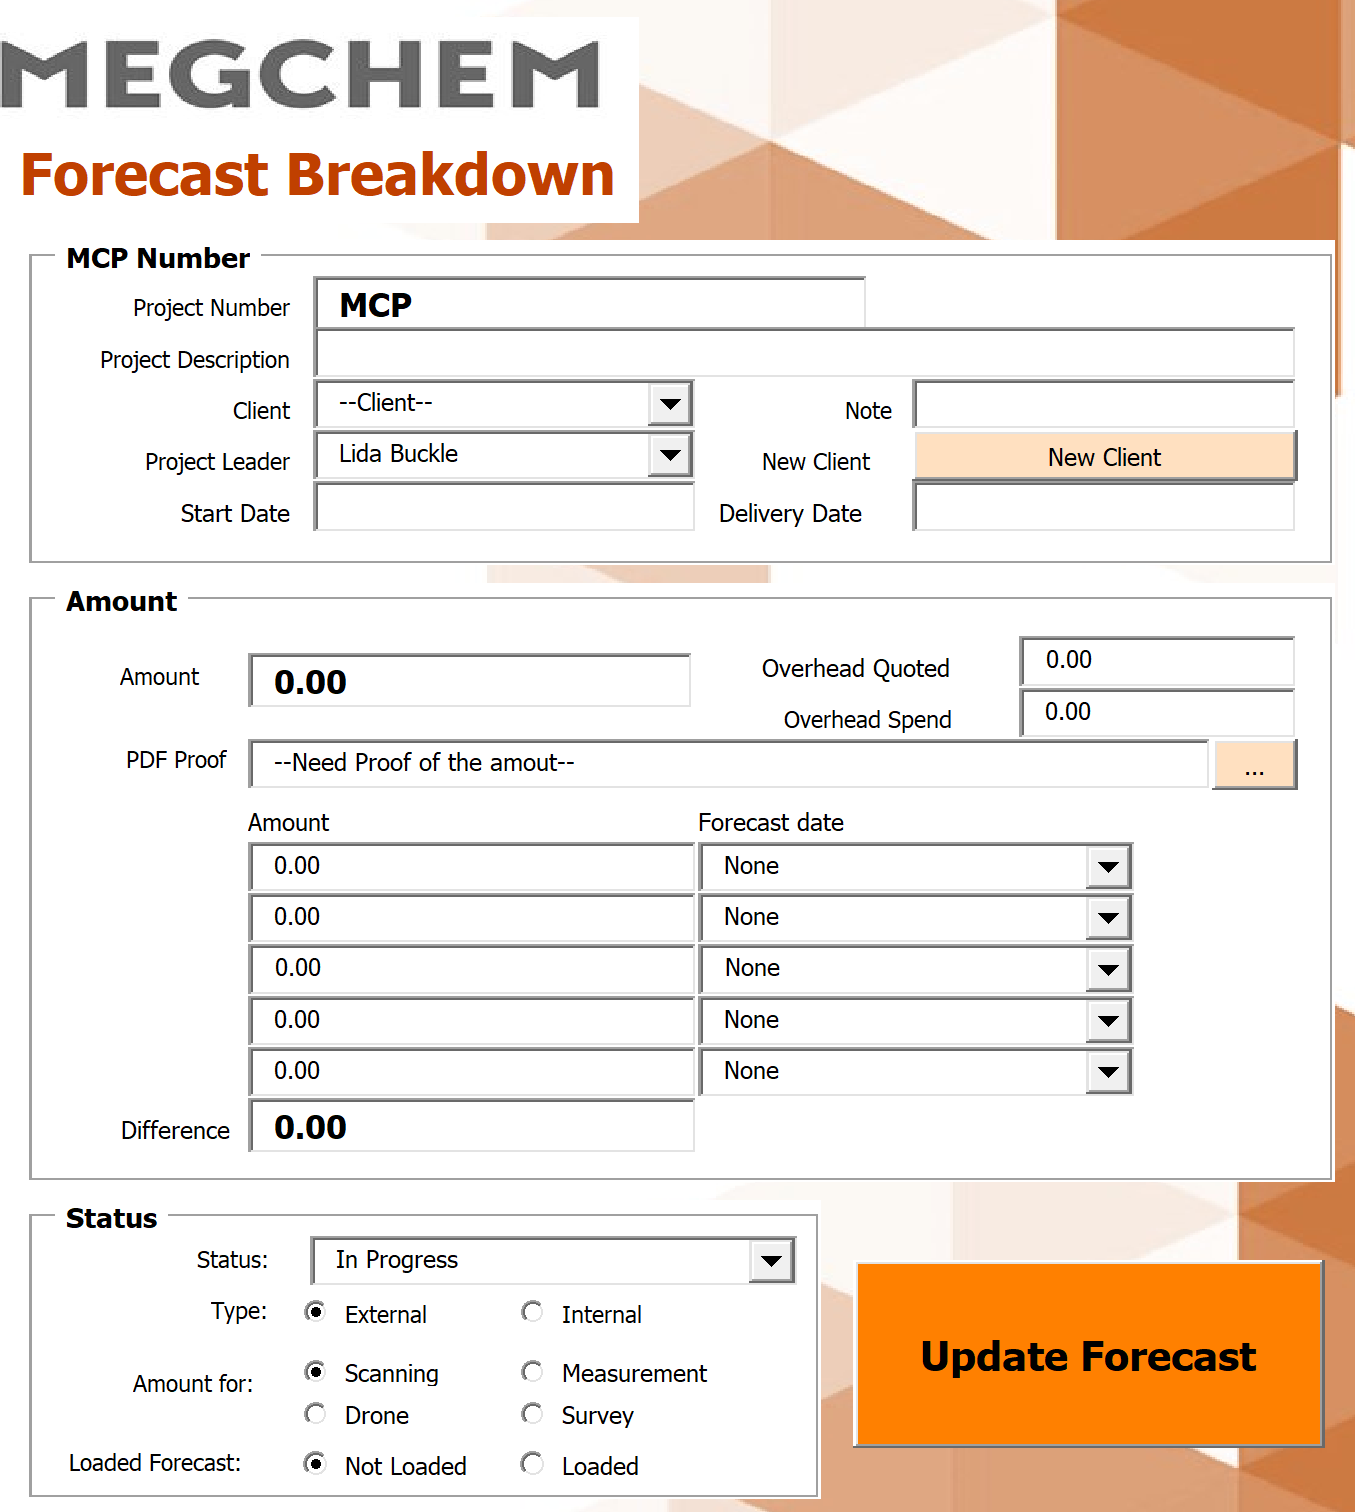 MEGCHEM
Forecast Breakdown
MCP Number
Project Number MCP
Project Description
Client --Client-- Note
Project Leader Lida Buckle New Client New Client
Start Date Delivery Date
Amount
Amount 0.00 Overhead Quoted 0.00
Overhead Spend 0.00
PDF Proof --Need Proof of the amout-- ...
Amount Forecast date
0.00 None
0.00 None
0.00 None
0.00 None
0.00 None
Difference 0.00
Status
Status: In Progress
Type: External Internal
Amount for: Scanning Measurement
Drone Survey
Loaded Forecast: Not Loaded Loaded
Update Forecast